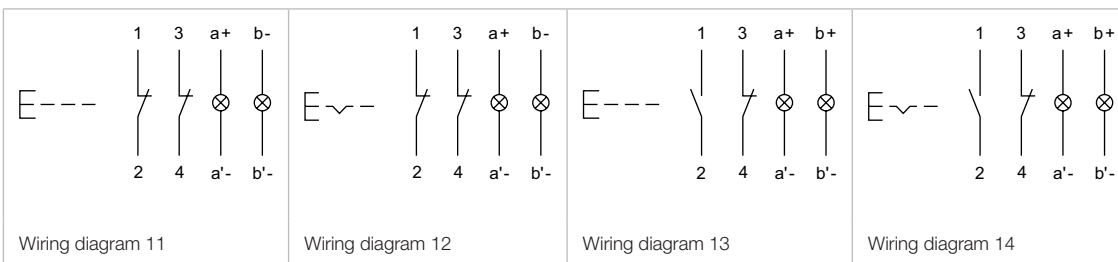 1 3 a+ b-
2 4 a'- b'-
Wiring diagram 11
1 3 a+ b-
2 4 a'- b'-
Wiring diagram 12
1 3 a+ b+
2 4 a'- b'-
Wiring diagram 13
1 3 a+ b+
2 4 a'- b'-
Wiring diagram 14